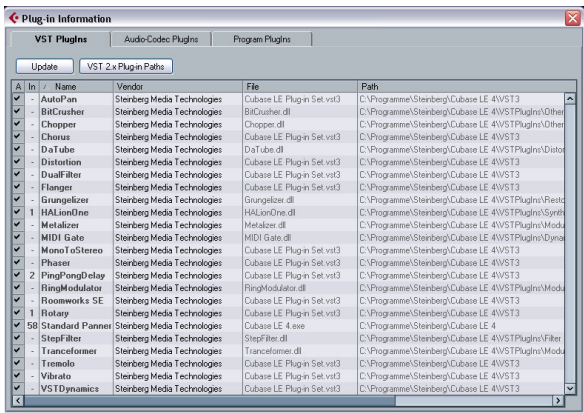 Plug-in Information
VST PlugIns Audio-Codec PlugIns Program PlugIns
Update VST 2.x Plug-in Paths
A In / Name Vendor File Path
- AutoPan Steinberg Media Technologies Cubase LE Plug-in Set.vst3 C:\Programme\Steinberg\Cubase LE 4\VST3
- BitCrusher Steinberg Media Technologies BitCrusher.dll C:\Programme\Steinberg\Cubase LE 4\VSTPlugIns\Other
- Chopper Steinberg Media Technologies Chopper.dll C:\Programme\Steinberg\Cubase LE 4\VSTPlugIns\Other
- Chorus Steinberg Media Technologies Cubase LE Plug-in Set.vst3 C:\Programme\Steinberg\Cubase LE 4\VST3
- DaTube Steinberg Media Technologies DaTube.dll C:\Programme\Steinberg\Cubase LE 4\VSTPlugIns\Distor
- Distortion Steinberg Media Technologies Cubase LE Plug-in Set.vst3 C:\Programme\Steinberg\Cubase LE 4\VST3
- DualFilter Steinberg Media Technologies Cubase LE Plug-in Set.vst3 C:\Programme\Steinberg\Cubase LE 4\VST3
- Flanger Steinberg Media Technologies Cubase LE Plug-in Set.vst3 C:\Programme\Steinberg\Cubase LE 4\VST3
- Grungelizer Steinberg Media Technologies Grungelizer.dll C:\Programme\Steinberg\Cubase LE 4\VSTPlugIns\Resto
1 HALionOne Steinberg Media Technologies HALionOne.dll C:\Programme\Steinberg\Cubase LE 4\VSTPlugIns\Synth
- Metalizer Steinberg Media Technologies Metalizer.dll C:\Programme\Steinberg\Cubase LE 4\VSTPlugIns\Modu
- MIDI Gate Steinberg Media Technologies MIDI Gate.dll C:\Programme\Steinberg\Cubase LE 4\VSTPlugIns\Dynar
- MonoToStereo Steinberg Media Technologies Cubase LE Plug-in Set.vst3 C:\Programme\Steinberg\Cubase LE 4\VST3
- Phaser Steinberg Media Technologies Cubase LE Plug-in Set.vst3 C:\Programme\Steinberg\Cubase LE 4\VST3
2 PingPongDelay Steinberg Media Technologies Cubase LE Plug-in Set.vst3 C:\Programme\Steinberg\Cubase LE 4\VST3
- RingModulator Steinberg Media Technologies RingModulator.dll C:\Programme\Steinberg\Cubase LE 4\VSTPlugIns\Modu
- Roomworks SE Steinberg Media Technologies Cubase LE Plug-in Set.vst3 C:\Programme\Steinberg\Cubase LE 4\VST3
1 Rotary Steinberg Media Technologies Cubase LE Plug-in Set.vst3 C:\Programme\Steinberg\Cubase LE 4\VST3
58 Standard Panner Steinberg Media Technologies Cubase LE 4.exe C:\Programme\Steinberg\Cubase LE 4
- StepFilter Steinberg Media Technologies StepFilter.dll C:\Programme\Steinberg\Cubase LE 4\VSTPlugIns\Filter
- Tranceformer Steinberg Media Technologies Tranceformer.dll C:\Programme\Steinberg\Cubase LE 4\VSTPlugIns\Modu
- Tremolo Steinberg Media Technologies Cubase LE Plug-in Set.vst3 C:\Programme\Steinberg\Cubase LE 4\VST3
- Vibrato Steinberg Media Technologies Cubase LE Plug-in Set.vst3 C:\Programme\Steinberg\Cubase LE 4\VST3
- VSTDynamics Steinberg Media Technologies Cubase LE Plug-in Set.vst3 C:\Programme\Steinberg\Cubase LE 4\VST3